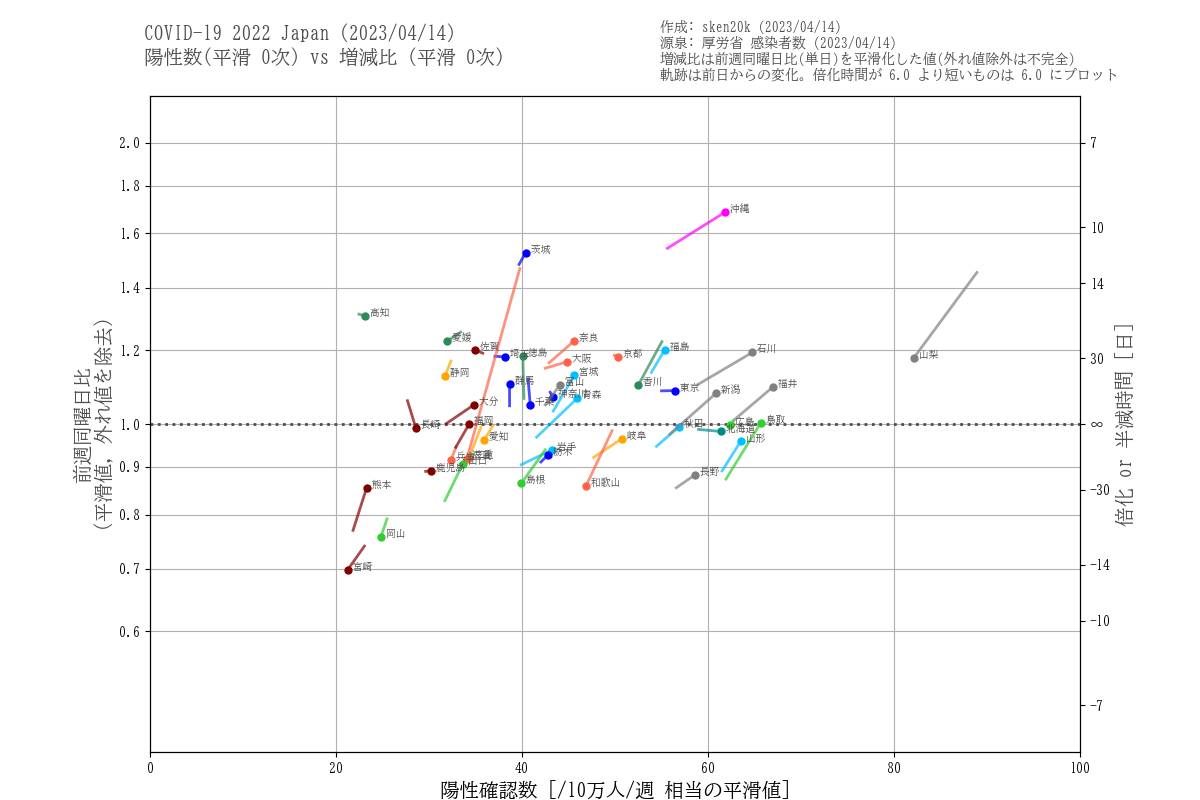 COVID-19 2022 Japan (2023/04/14)
陽性数(平滑 0次) vs 増減比 (平滑 0次)
作成: sken20k (2023/04/14)
源泉: 厚労省 感染者数 (2023/04/14)
増減比は前週同曜日比(単日)を平滑化した値(外れ値除外は不完全)
軌跡は前日からの変化。倍化時間が 6.0 より短いものは 6.0 にプロット
2.0
7
1.8
沖縄
1.6
10
茨城
1.4
14
高知
愛媛
奈良
佐賀
福島
石川
1.2
埼玉
徳島
京都
大阪
山梨
30
静岡
宮城
群馬
富山
香川
東京
福井
新潟
神奈川
青森
大分
千葉
1.0
長崎
福岡
秋田
広島
鳥取
北海道
∞
愛知
岐阜
山形
岩手
栃木
兵庫
三重
山口
0.9
鹿児島
長野
島根
和歌山
熊本
-30
0.8
岡山
0.7
宮崎
-14
0.6
-10
-7
0
20
40
60
80
100
陽性確認数 [/10万人/週 相当の平滑値]
前週同曜日比
(平滑値, 外れ値を除去)
倍化 or 半減時間 [日]